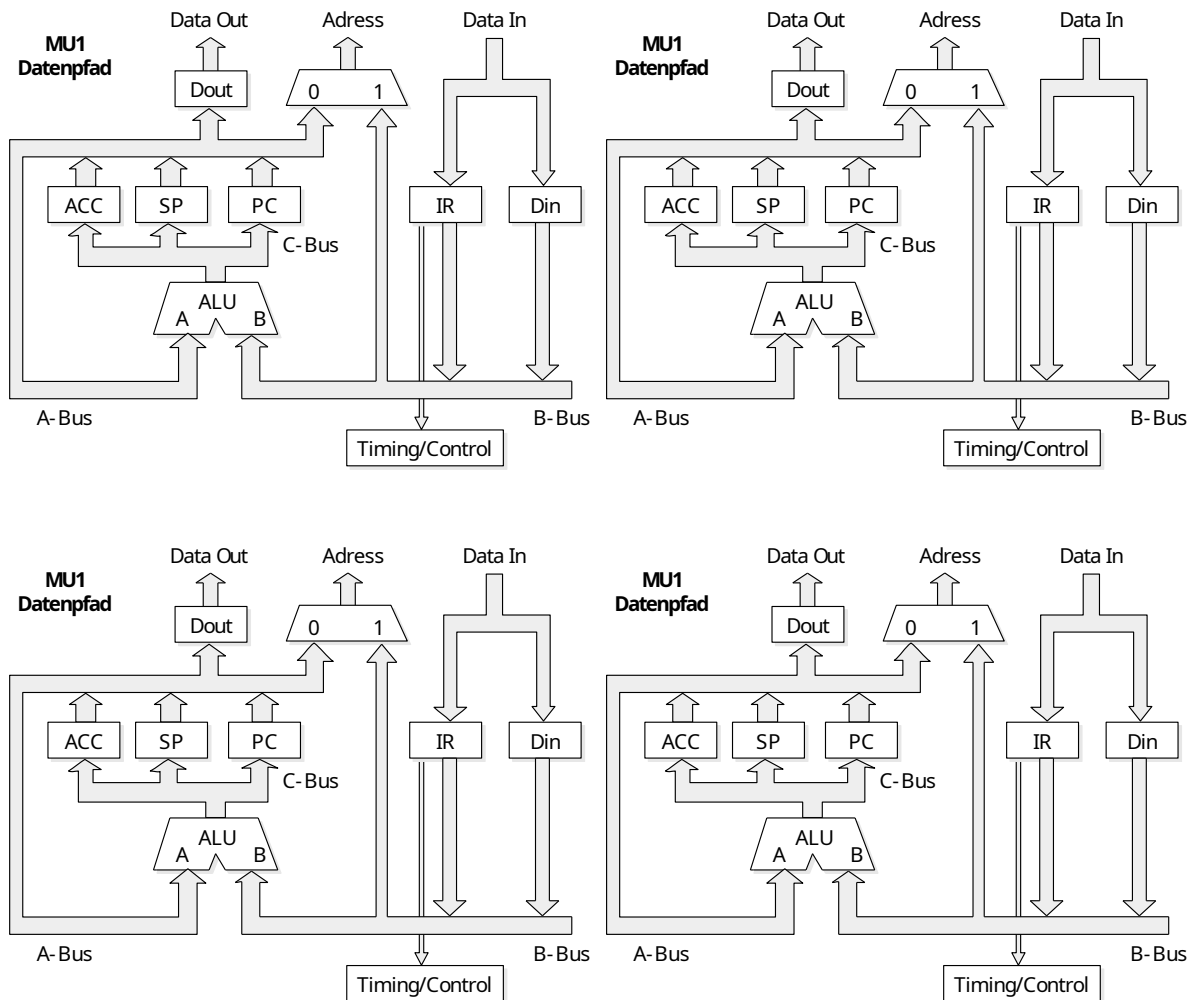 Data Out Adress Data In
MU1
Datenpfad
Dout 0 1
ACC SP PC IR Din
C-Bus
ALU
A B
A-Bus B-Bus
Timing/Control
Data Out Adress Data In
MU1
Datenpfad
Dout 0 1
ACC SP PC IR Din
C-Bus
ALU
A B
A-Bus B-Bus
Timing/Control
Data Out Adress Data In
MU1
Datenpfad
Dout 0 1
ACC SP PC IR Din
C-Bus
ALU
A B
A-Bus B-Bus
Timing/Control
Data Out Adress Data In
MU1
Datenpfad
Dout 0 1
ACC SP PC IR Din
C-Bus
ALU
A B
A-Bus B-Bus
Timing/Control